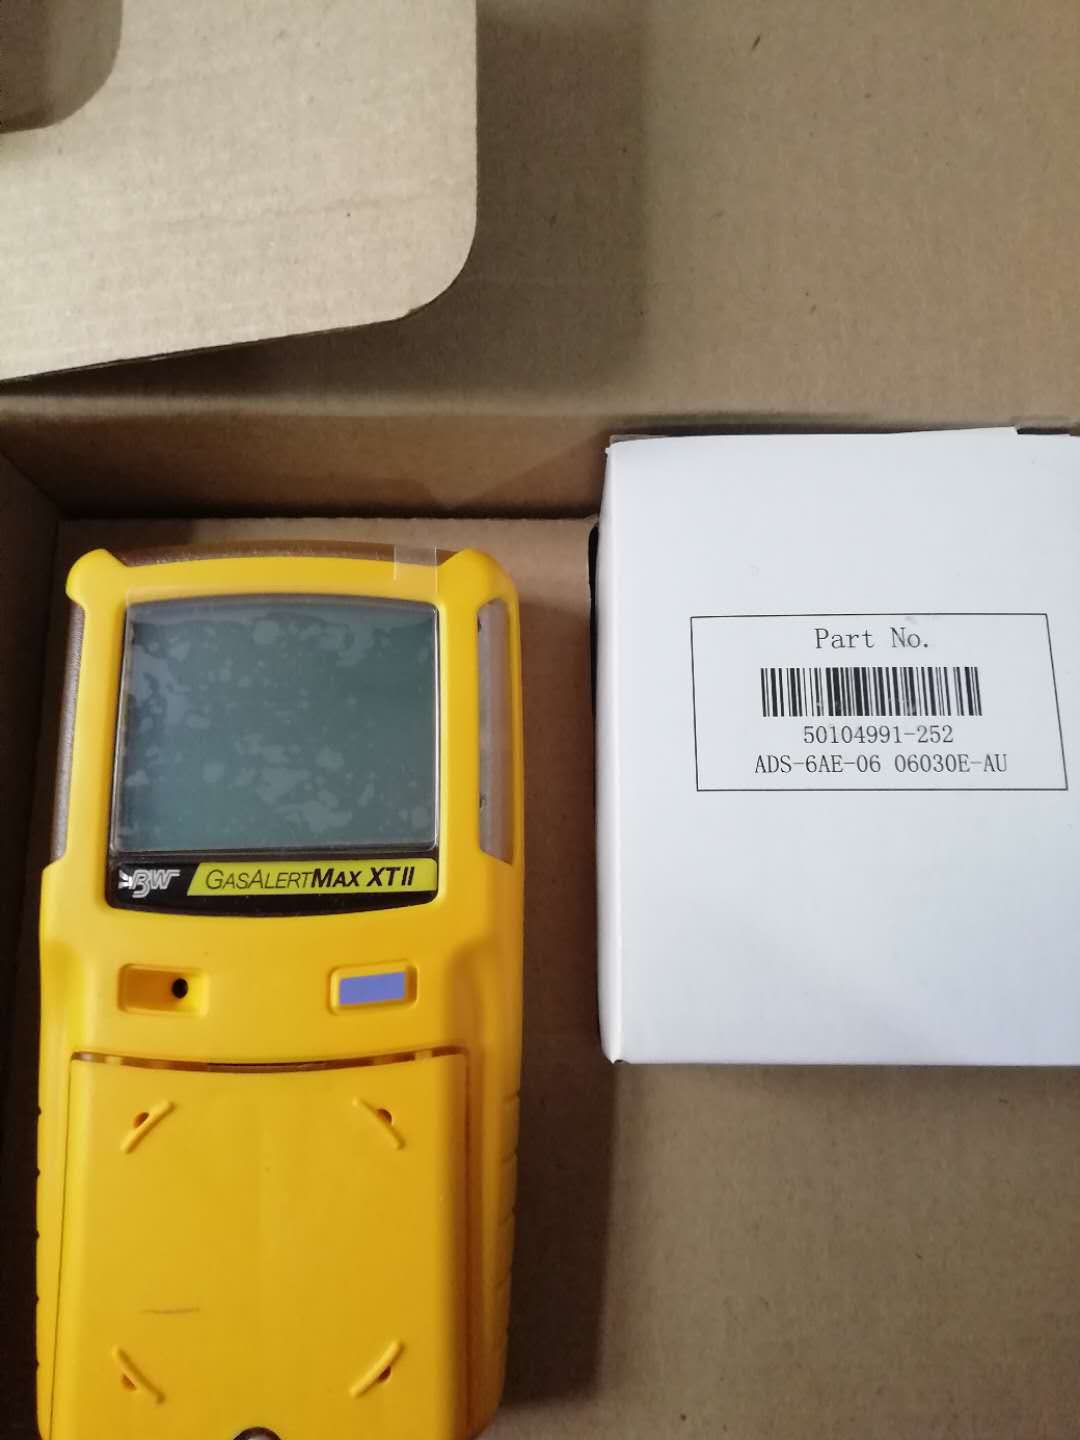 Part No.
50104991-252
ADS-6AE-06 06030E-AU
BW
GASALERTMAX XT II